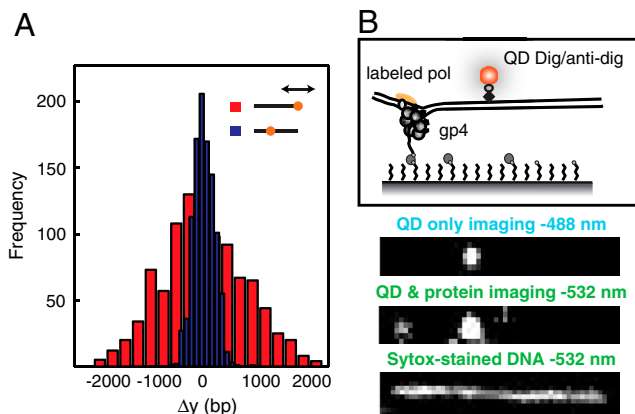 A
200
150
100
50
Frequency
-2000 -1000 0 1000 2000
Δy (bp)
B
QD Dig/anti-dig
labeled pol
gp4
QD only imaging -488 nm
QD & protein imaging -532 nm
Sytox-stained DNA -532 nm